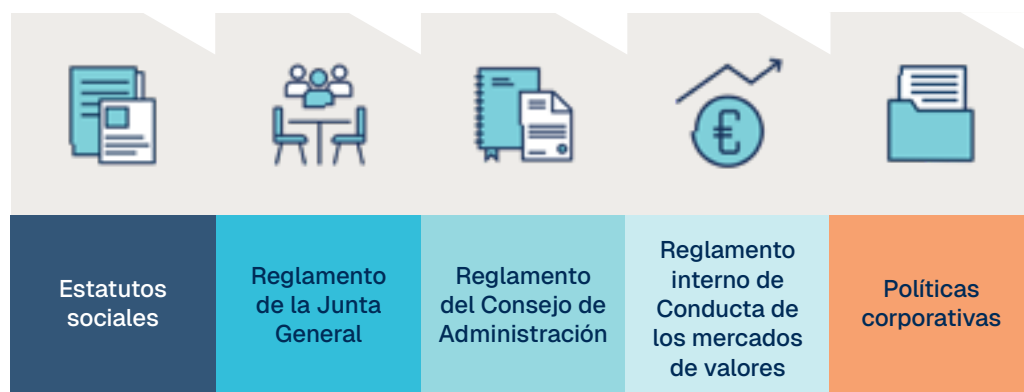 Estatutos
sociales
Reglamento
de la Junta
General
Reglamento
del Consejo de
Administración
Reglamento
interno de
Conducta de
los mercados
de valores
Políticas
corporativas